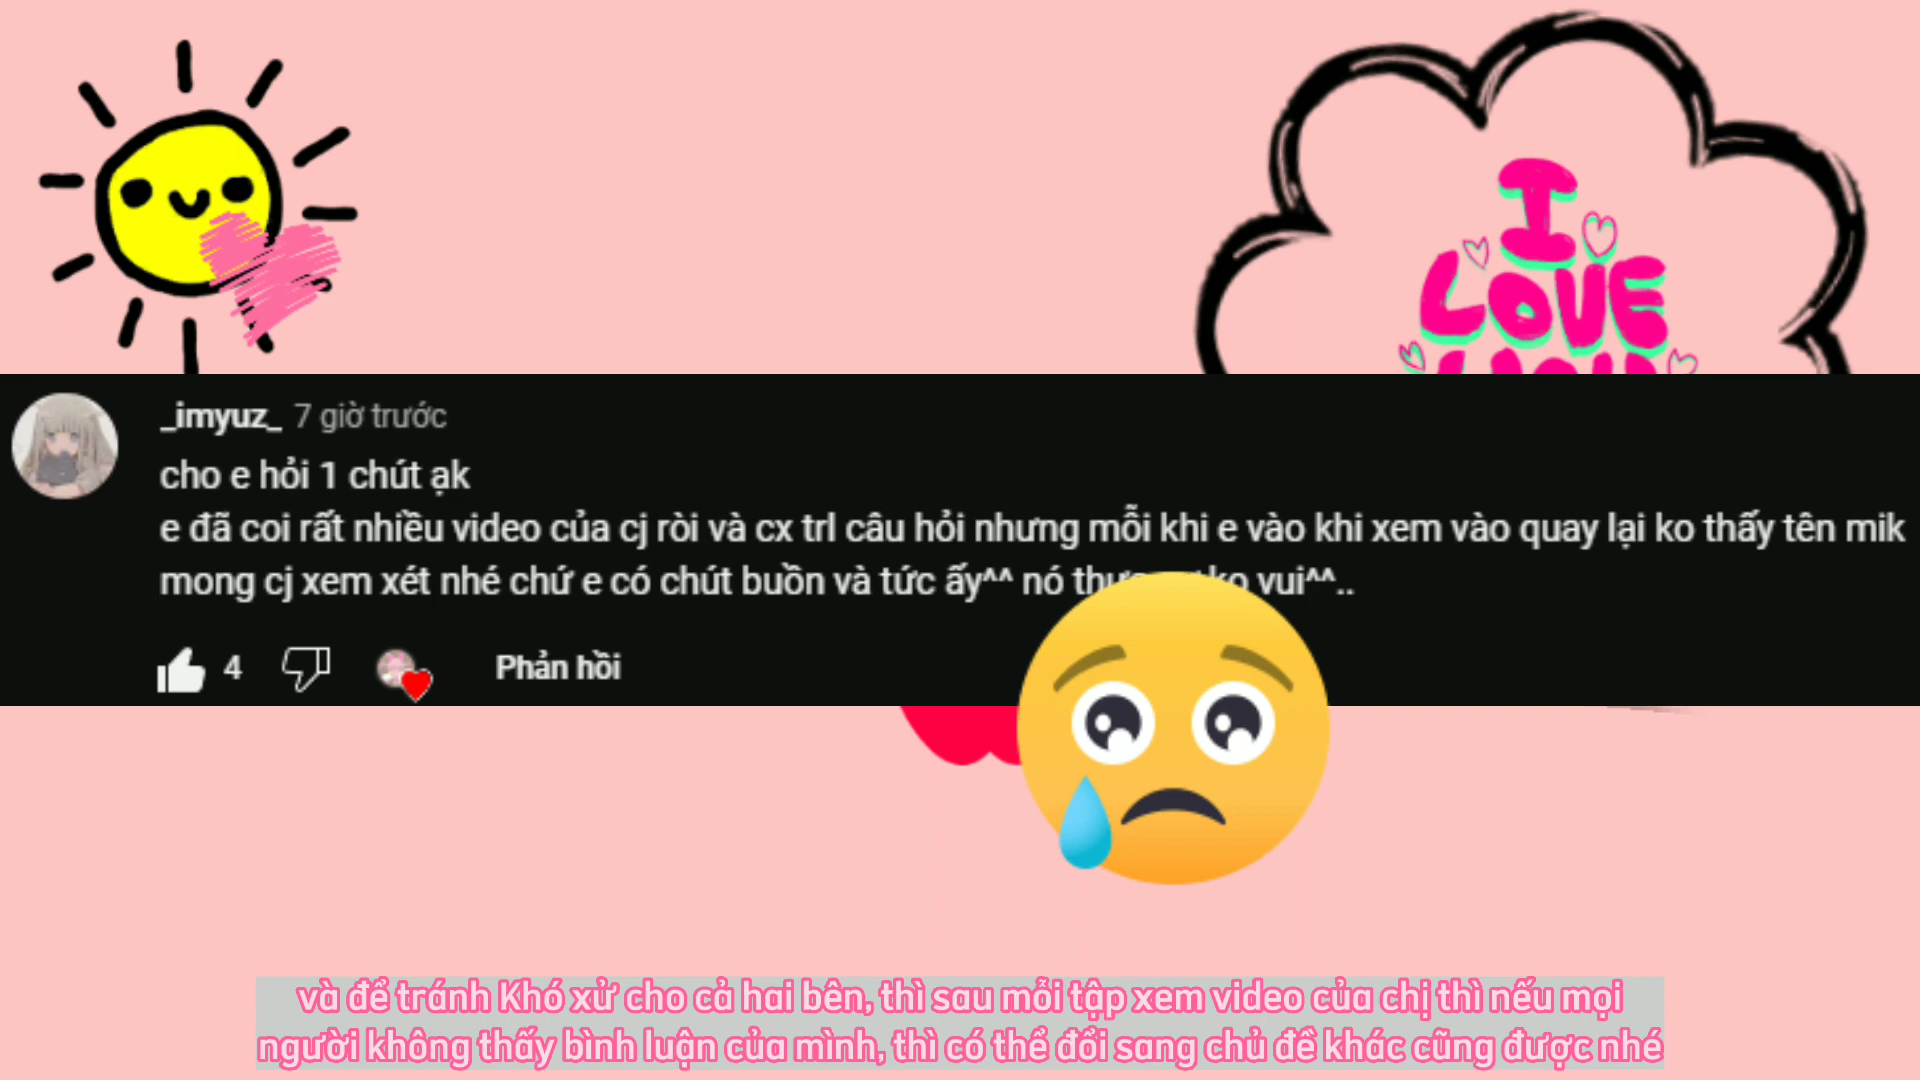 I
LOVE
_imyuz_ 7 giờ trước
cho e hỏi 1 chút ạk
e đã coi rất nhiều video của cj ròi và cx trl câu hỏi nhưng mỗi khi e vào khi xem vào quay lại ko thấy tên mik
mong cj xem xét nhé chứ e có chút buồn và tức ấy^^ nó ko vui^^..
4 Phản hồi
và để tránh Khó xử cho cả hai bên, thì sau mỗi tập xem video của chị thì nếu mọi
người không thấy bình luận của mình, thì có thể đổi sang chủ đề khác cũng được nhé